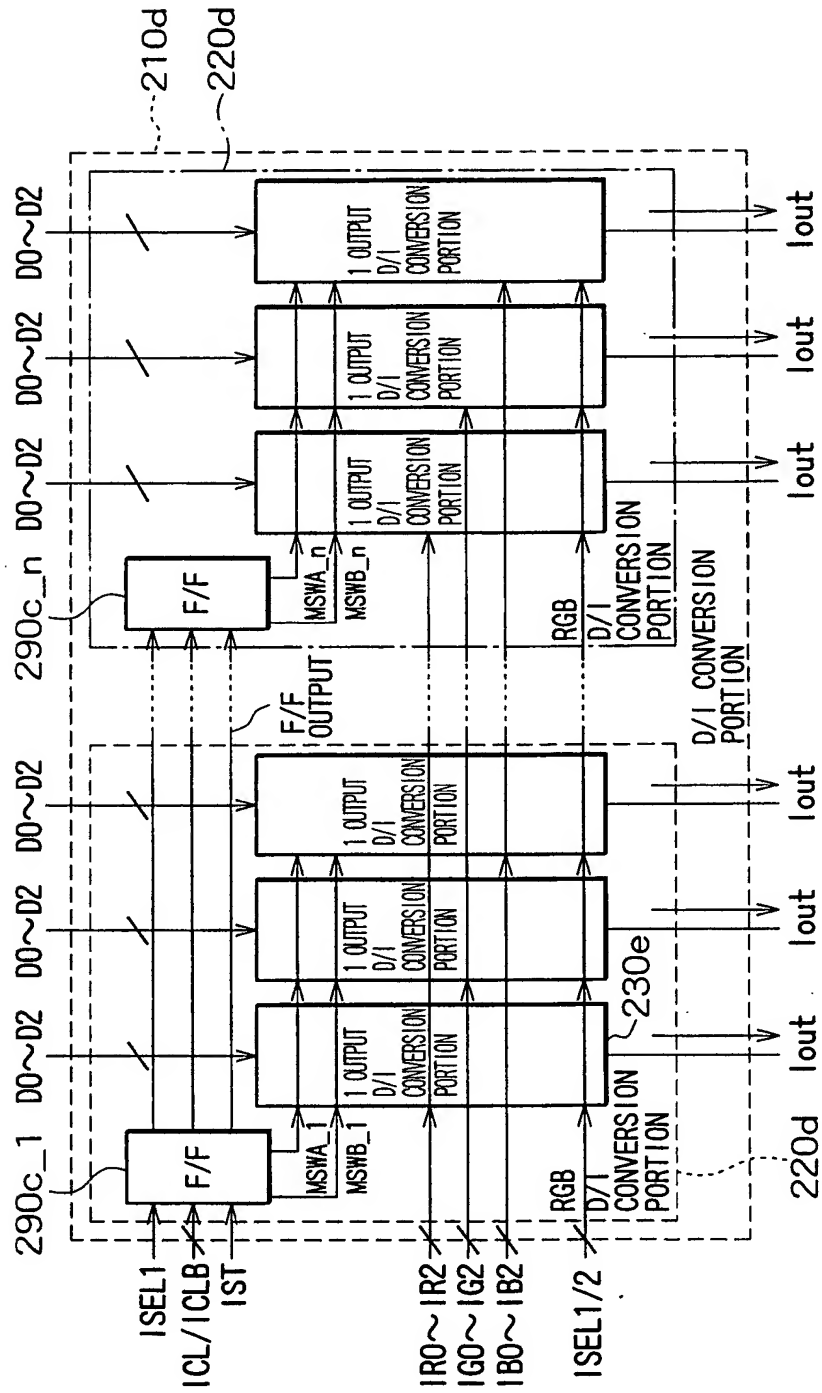 210d
220d
D0~D2
D0~D2
D0~D2
D0~D2
D0~D2
D0~D2
290c_1
290c_n
ISEL1
ICL/ICLB
IST
F/F
F/F
F/F
OUTPUT
MSWA_1
MSWB_1
MSWA_n
MSWB_n
1 OUTPUT
D/I
CONVERSION
PORTION
1 OUTPUT
D/I
CONVERSION
PORTION
1 OUTPUT
D/I
CONVERSION
PORTION
1 OUTPUT
D/I
CONVERSION
PORTION
1 OUTPUT
D/I
CONVERSION
PORTION
1 OUTPUT
D/I
CONVERSION
PORTION
IR0~IR2
IG0~IG2
IB0~IB2
ISEL1/2
RGB
D/I CONVERSION
PORTION
230e
RGB
D/I CONVERSION
PORTION
D/I CONVERSION
PORTION
220d
Iout
Iout
Iout
Iout
Iout
Iout